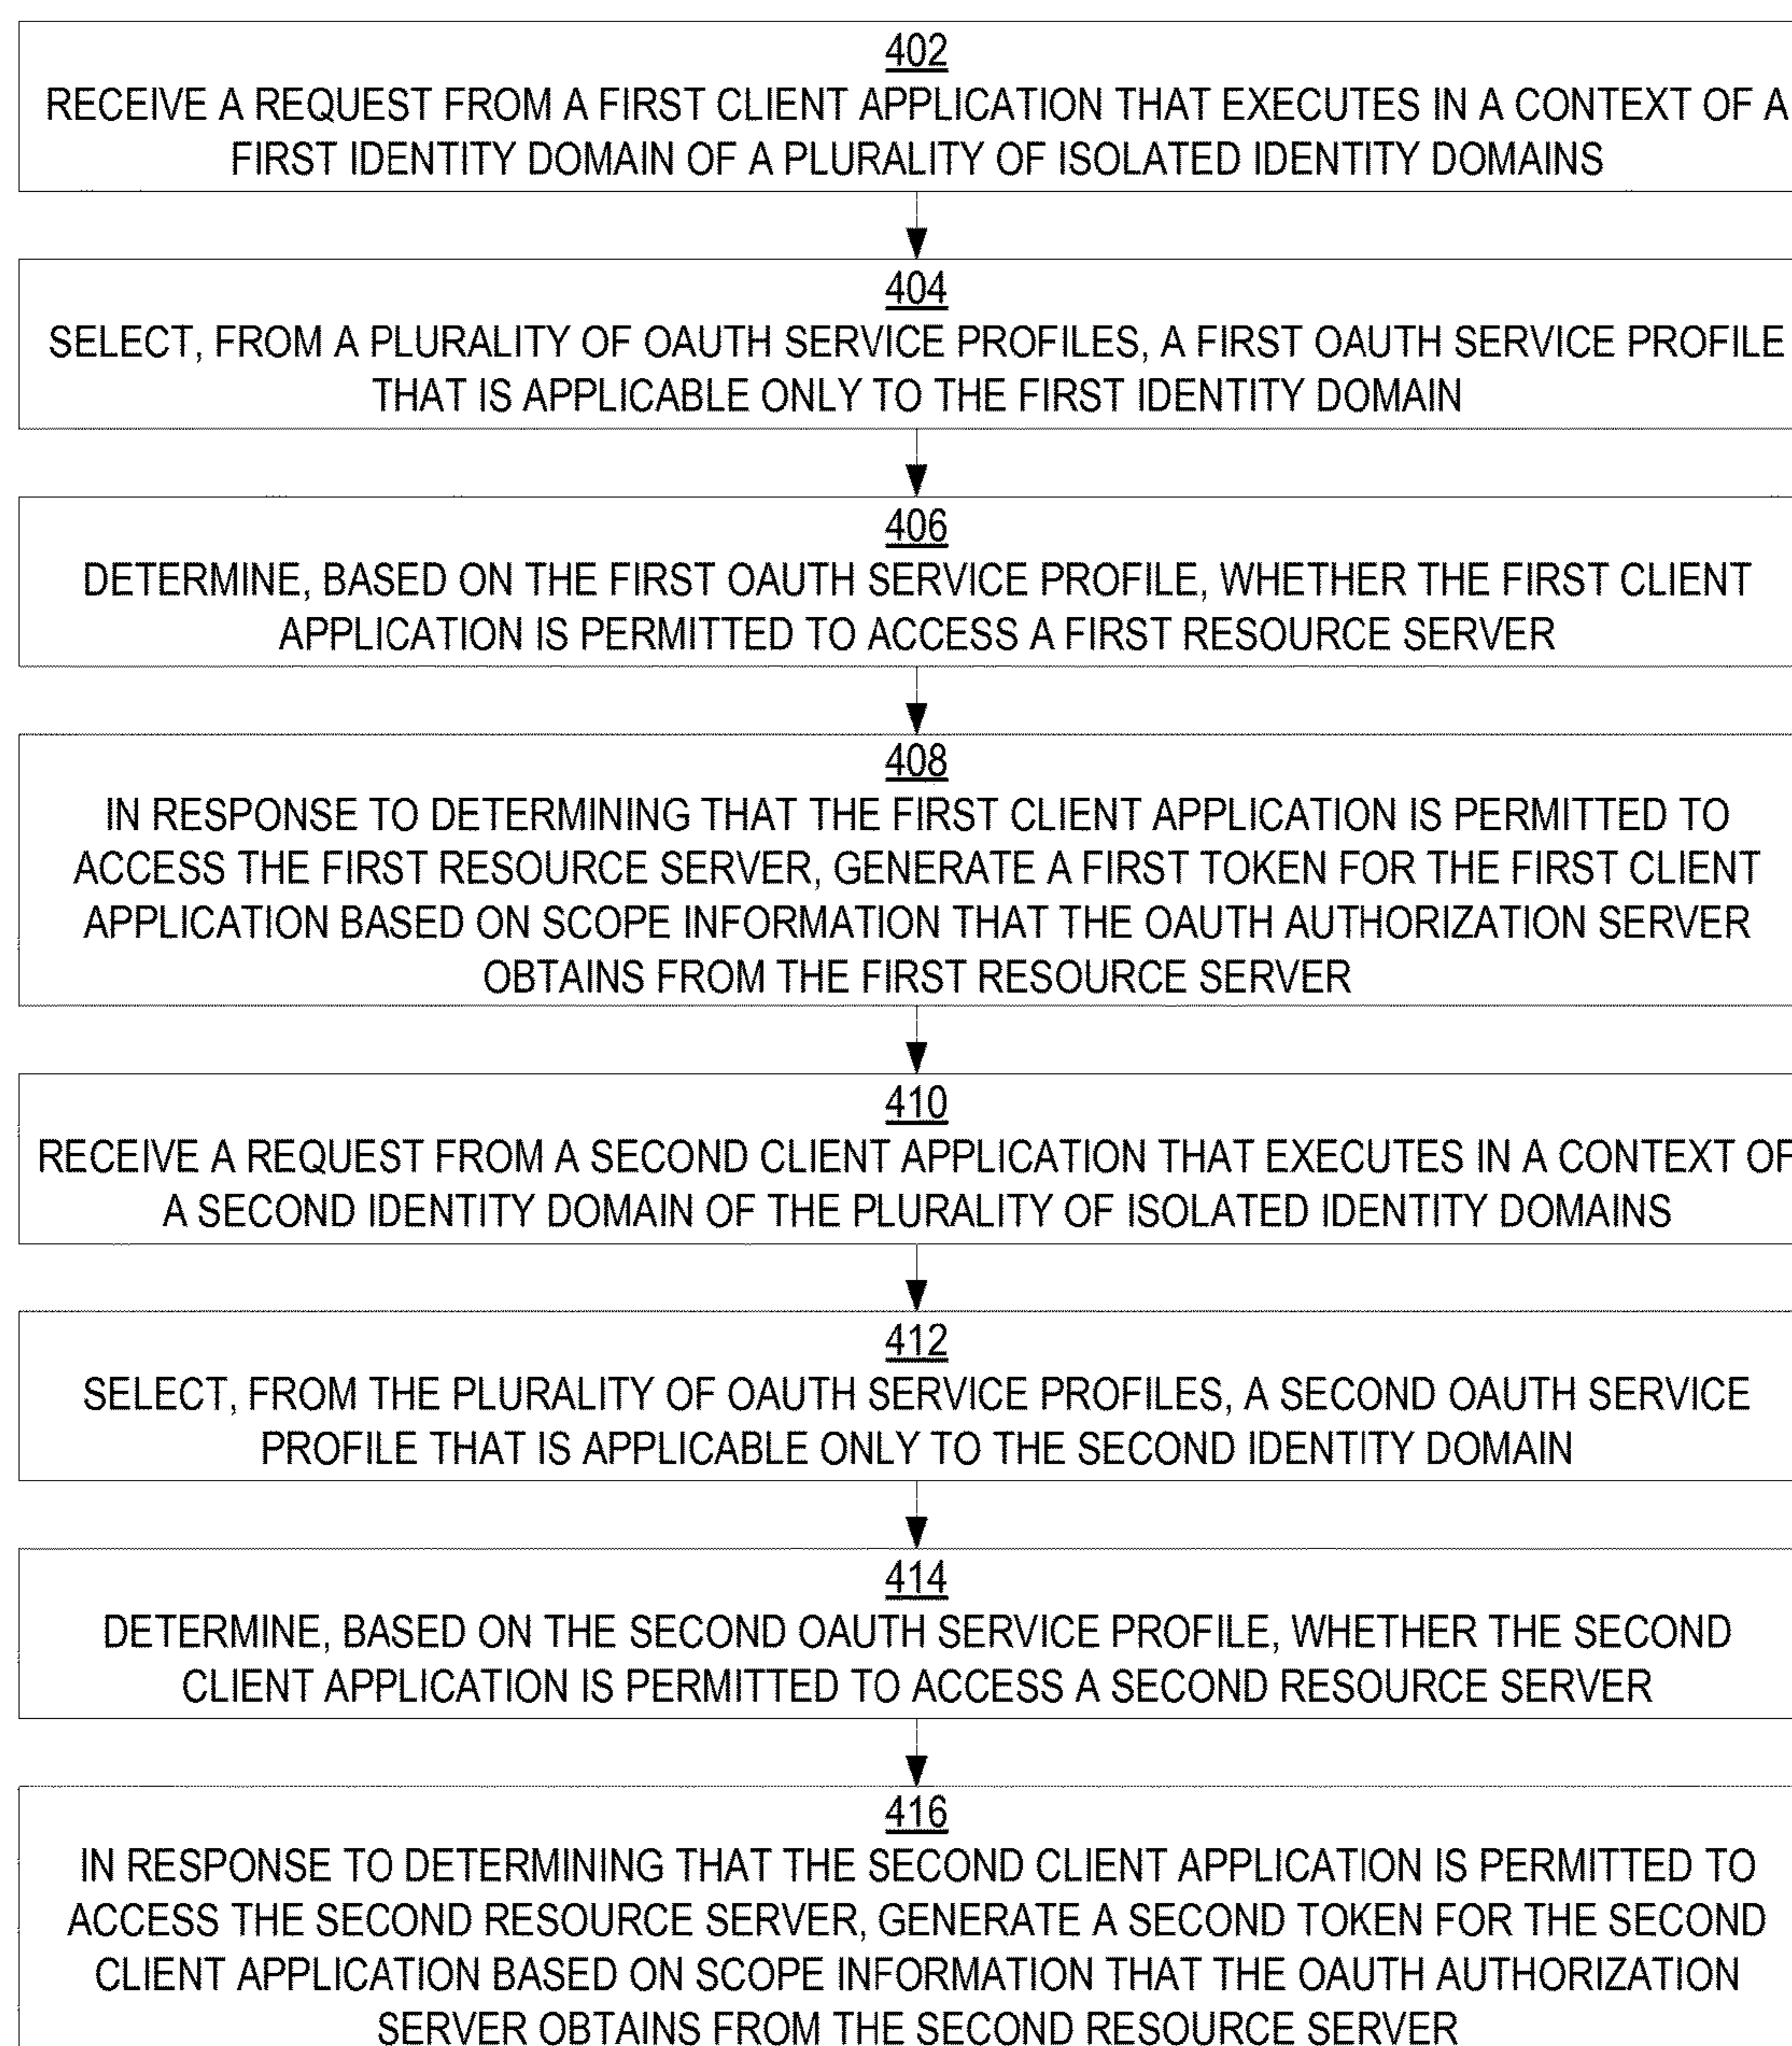 402
RECEIVE A REQUEST FROM A FIRST CLIENT APPLICATION THAT EXECUTES IN A CONTEXT OF A
FIRST IDENTITY DOMAIN OF A PLURALITY OF ISOLATED IDENTITY DOMAINS
404
SELECT, FROM A PLURALITY OF OAUTH SERVICE PROFILES, A FIRST OAUTH SERVICE PROFILE
THAT IS APPLICABLE ONLY TO THE FIRST IDENTITY DOMAIN
406
DETERMINE, BASED ON THE FIRST OAUTH SERVICE PROFILE, WHETHER THE FIRST CLIENT
APPLICATION IS PERMITTED TO ACCESS A FIRST RESOURCE SERVER
408
IN RESPONSE TO DETERMINING THAT THE FIRST CLIENT APPLICATION IS PERMITTED TO
ACCESS THE FIRST RESOURCE SERVER, GENERATE A FIRST TOKEN FOR THE FIRST CLIENT
APPLICATION BASED ON SCOPE INFORMATION THAT THE OAUTH AUTHORIZATION SERVER
OBTAINS FROM THE FIRST RESOURCE SERVER
410
RECEIVE A REQUEST FROM A SECOND CLIENT APPLICATION THAT EXECUTES IN A CONTEXT OF
A SECOND IDENTITY DOMAIN OF THE PLURALITY OF ISOLATED IDENTITY DOMAINS
412
SELECT, FROM THE PLURALITY OF OAUTH SERVICE PROFILES, A SECOND OAUTH SERVICE
PROFILE THAT IS APPLICABLE ONLY TO THE SECOND IDENTITY DOMAIN
414
DETERMINE, BASED ON THE SECOND OAUTH SERVICE PROFILE, WHETHER THE SECOND
CLIENT APPLICATION IS PERMITTED TO ACCESS A SECOND RESOURCE SERVER
416
IN RESPONSE TO DETERMINING THAT THE SECOND CLIENT APPLICATION IS PERMITTED TO
ACCESS THE SECOND RESOURCE SERVER, GENERATE A SECOND TOKEN FOR THE SECOND
CLIENT APPLICATION BASED ON SCOPE INFORMATION THAT THE OAUTH AUTHORIZATION
SERVER OBTAINS FROM THE SECOND RESOURCE SERVER